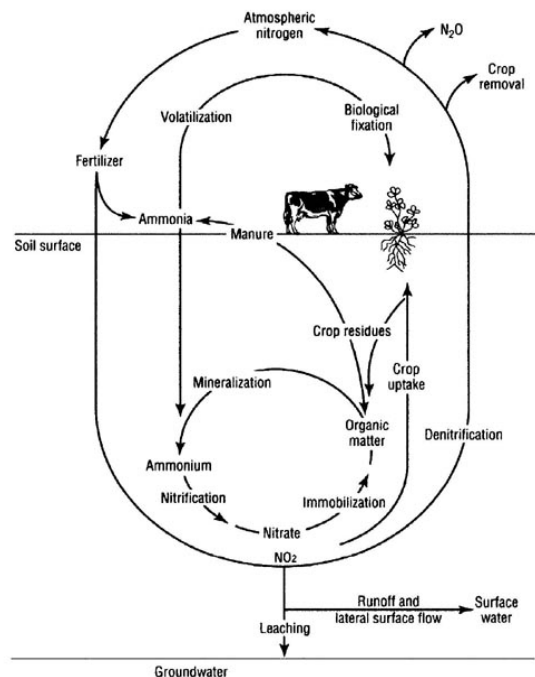 Atmospheric
nitrogen
N₂O
Crop
removal
Volatilization
Biological
fixation
Fertilizer
Ammonia
Manure
Soil surface
Crop residues
Mineralization
Crop
uptake
Organic
matter
Denitrification
Ammonium
Nitrification
Immobilization
Nitrate
NO₂
Runoff and
lateral surface flow
Surface
water
Leaching
Groundwater